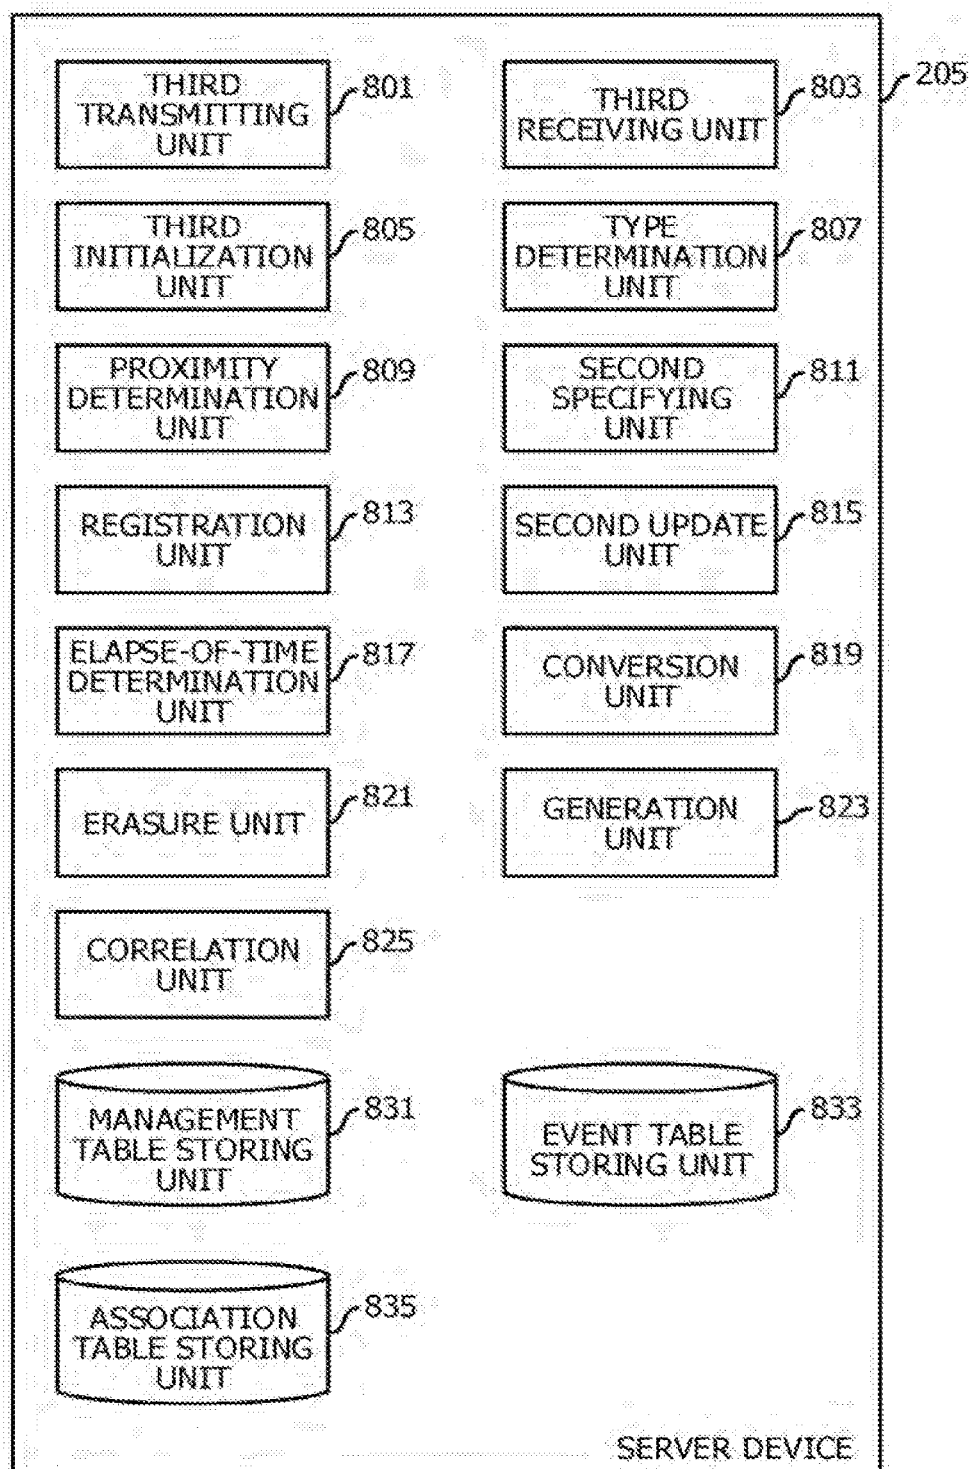 205
THIRD
TRANSMITTING
UNIT
801
THIRD
RECEIVING UNIT
803
THIRD
INITIALIZATION
UNIT
805
TYPE
DETERMINATION
UNIT
807
PROXIMITY
DETERMINATION
UNIT
809
SECOND
SPECIFYING
UNIT
811
REGISTRATION
UNIT
813
SECOND UPDATE
UNIT
815
ELAPSE-OF-TIME
DETERMINATION
UNIT
817
CONVERSION
UNIT
819
ERASURE UNIT
821
GENERATION
UNIT
823
CORRELATION
UNIT
825
MANAGEMENT
TABLE STORING
UNIT
831
EVENT TABLE
STORING UNIT
833
ASSOCIATION
TABLE STORING
UNIT
835
SERVER DEVICE